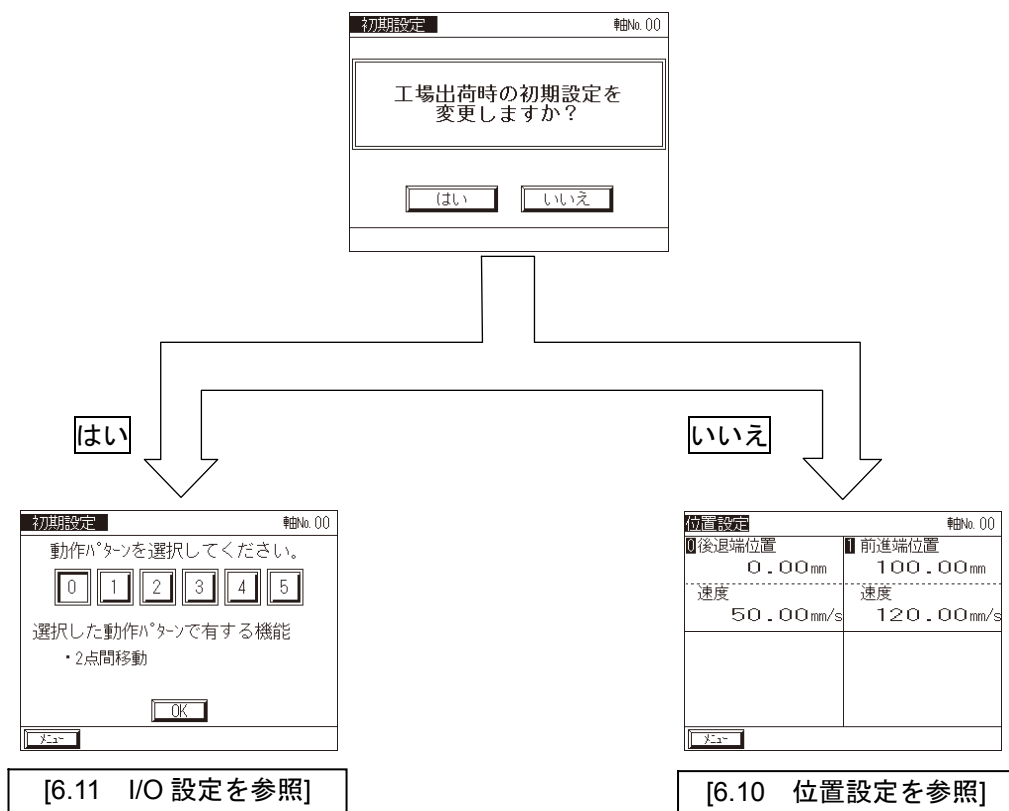 初期設定 軸No. 00
工場出荷時の初期設定を
変更しますか?
はい いいえ
はい
いいえ
初期設定 軸No. 00
動作パターンを選択してください。
0 1 2 3 4 5
選択した動作パターンで有する機能
・2点間移動
OK
メニュー
[6.11 I/O 設定を参照]
位置設定 軸No. 00
0 後退端位置 1 前進端位置
0.00mm 100.00mm
速度 速度
50.00mm/s 120.00mm/s
メニュー
[6.10 位置設定を参照]